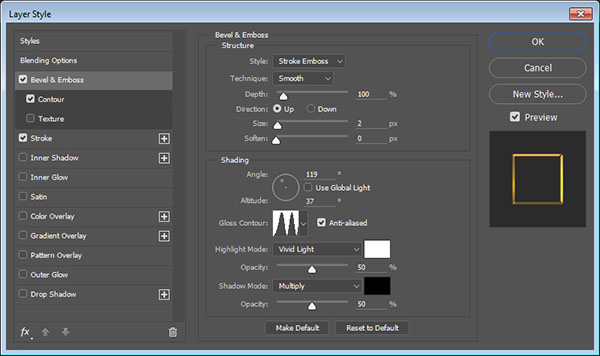 Layer Style
Styles
Blending Options
Bevel & Emboss
Contour
Texture
Stroke
Inner Shadow
Inner Glow
Satin
Color Overlay
Gradient Overlay
Pattern Overlay
Outer Glow
Drop Shadow
fx
Bevel & Emboss
Structure
Style: Stroke Emboss
Technique: Smooth
Depth: 100 %
Direction: Up Down
Size: 2 px
Soften: 0 px
Shading
Angle: 119 °
Use Global Light
Altitude: 37 °
Gloss Contour: Anti-aliased
Highlight Mode: Vivid Light
Opacity: 50 %
Shadow Mode: Multiply
Opacity: 50 %
Make Default Reset to Default
OK
Cancel
New Style...
Preview